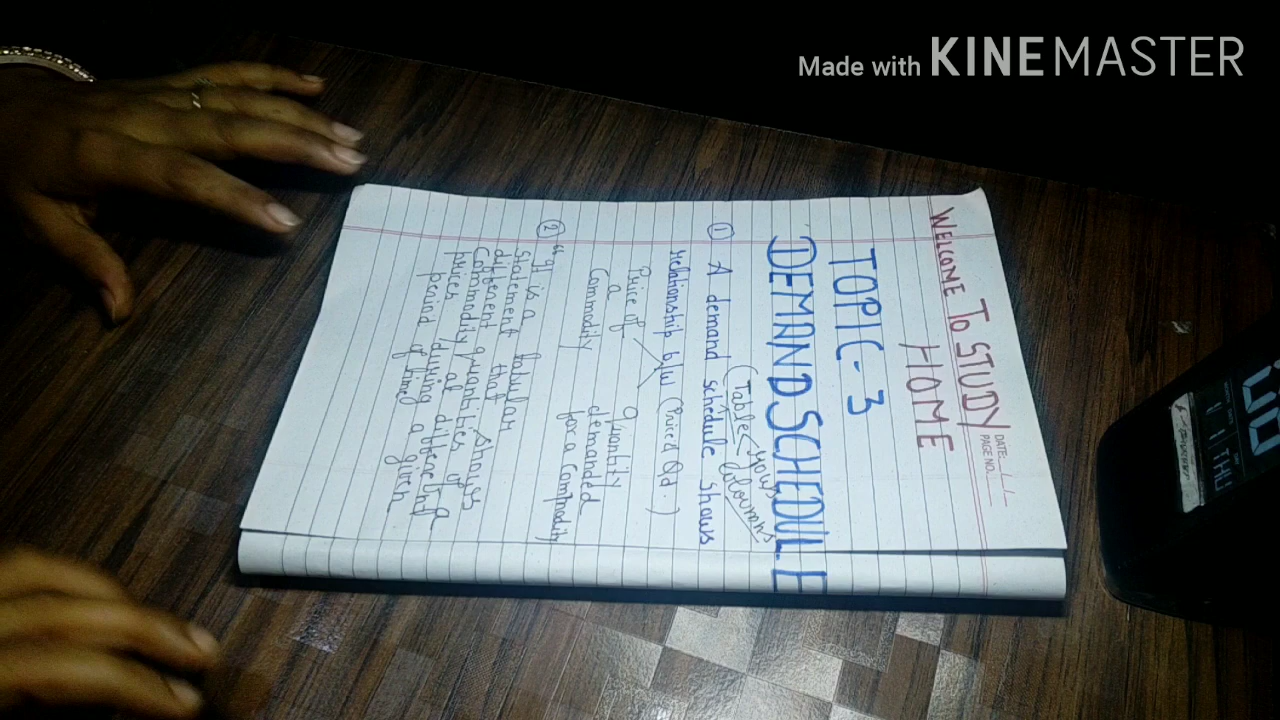 Made with KINEMASTER
WELCOME TO STUDY
HOME
DATE:
PAGE NO.
TOPIC - 3
DEMAND SCHEDULE
(Table < rows
coloumns
① A demand schedule shows
relationship b/w (Price & Qd.)
Price of quantity
a demanded
Commodity for a Commodity
② "It is a tabular
statement that shows
different quantities of a
commodity at different
prices during a given
period of time
THU